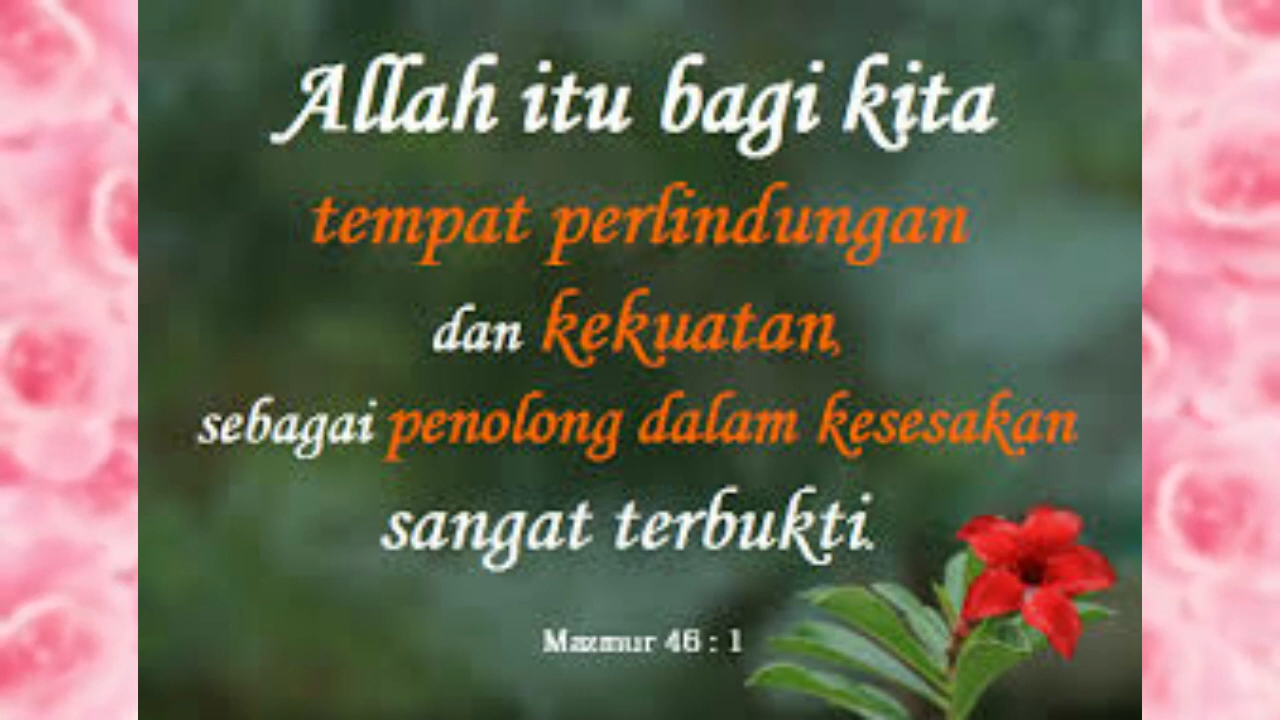 Allah itu bagi kita
tempat perlindungan
dan kekuatan,
sebagai penolong dalam kesesakan
sangat terbukti.
Mazmur 46 : 1